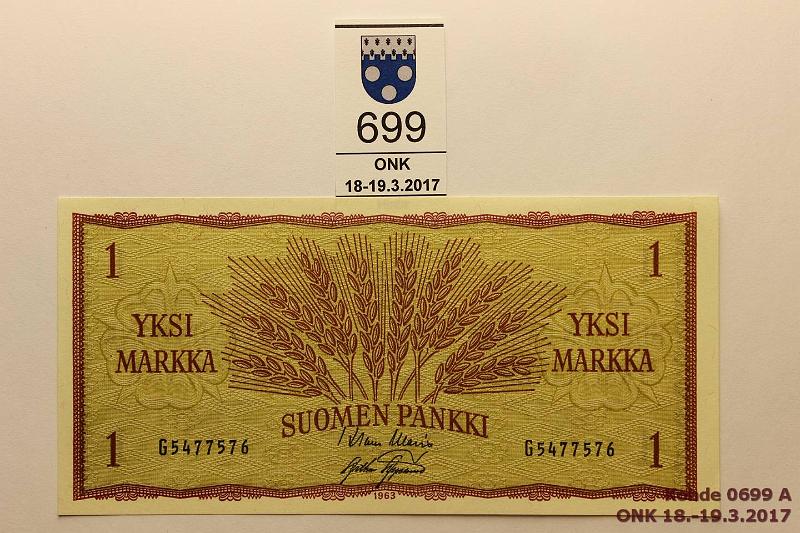 699
ONK
18-19.3.2017
1
1
YKSI
MARKKA
YKSI
MARKKA
SUOMEN PANKKI
1
G5477576
G5477576
1
1963
Kohde 0699 A
ONK 18.-19.3.2017